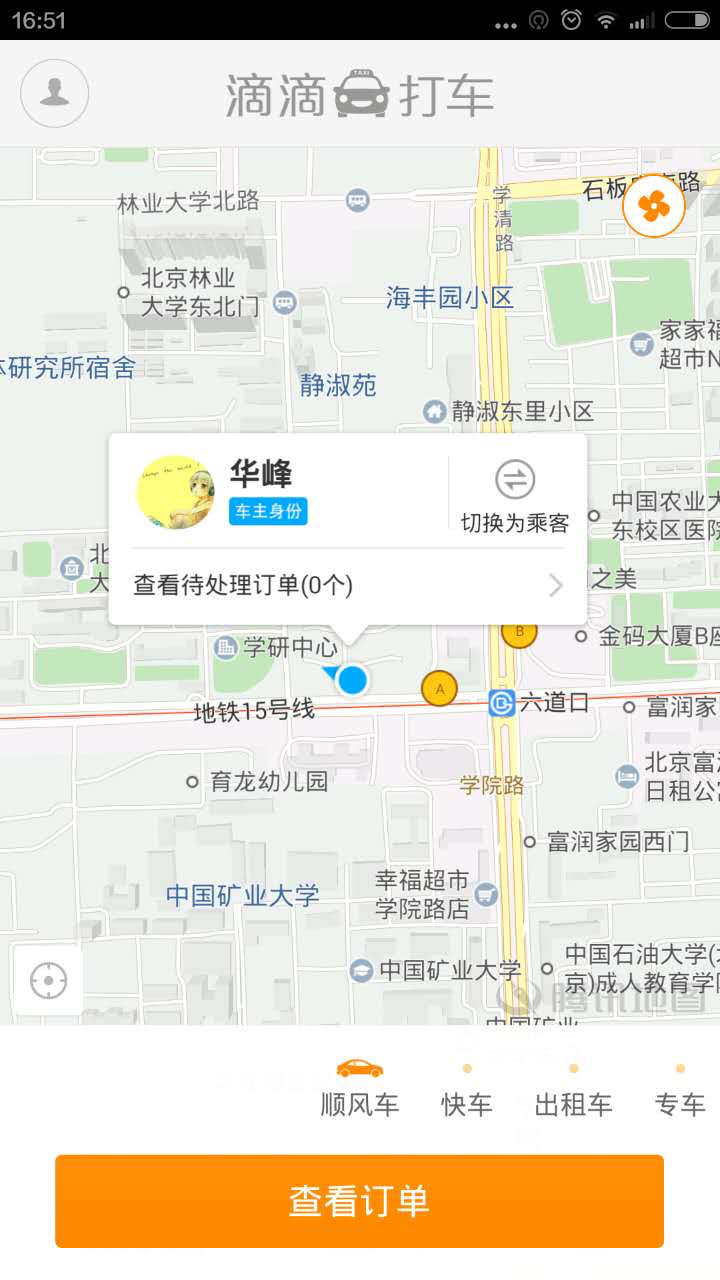 16:51
滴滴
TAXI
打车
林业大学北路
学清路
石板
路
北京林业
大学东北门
海丰园小区
家家福
超市
研究所宿舍
静淑苑
静淑东里小区
华峰
车主身份
切换为乘客
中国农业大
东校区医院
北
大
查看待处理订单(0个)
之美
B
金码大厦B座
学研中心
A
地铁15号线
六道口
富润家
育龙幼儿园
学院路
北京富
日租公寓
富润家园西门
中国矿业大学
幸福超市
学院路店
中国矿业大学
中国石油大学(北
京)成人教育学院
腾讯地图
中国矿业
顺风车
快车
出租车
专车
查看订单